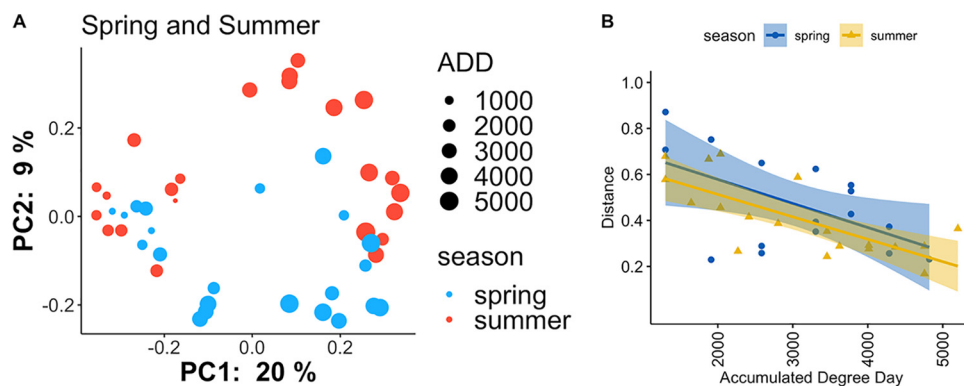 A
Spring and Summer
PC2: 9 %
0.2
0.0
-0.2
-0.2
0.0
0.2
PC1: 20 %
ADD
1000
2000
3000
4000
5000
season
spring
summer
B
season spring summer
Distance
1.0
0.8
0.6
0.4
0.2
2000
3000
4000
5000
Accumulated Degree Day